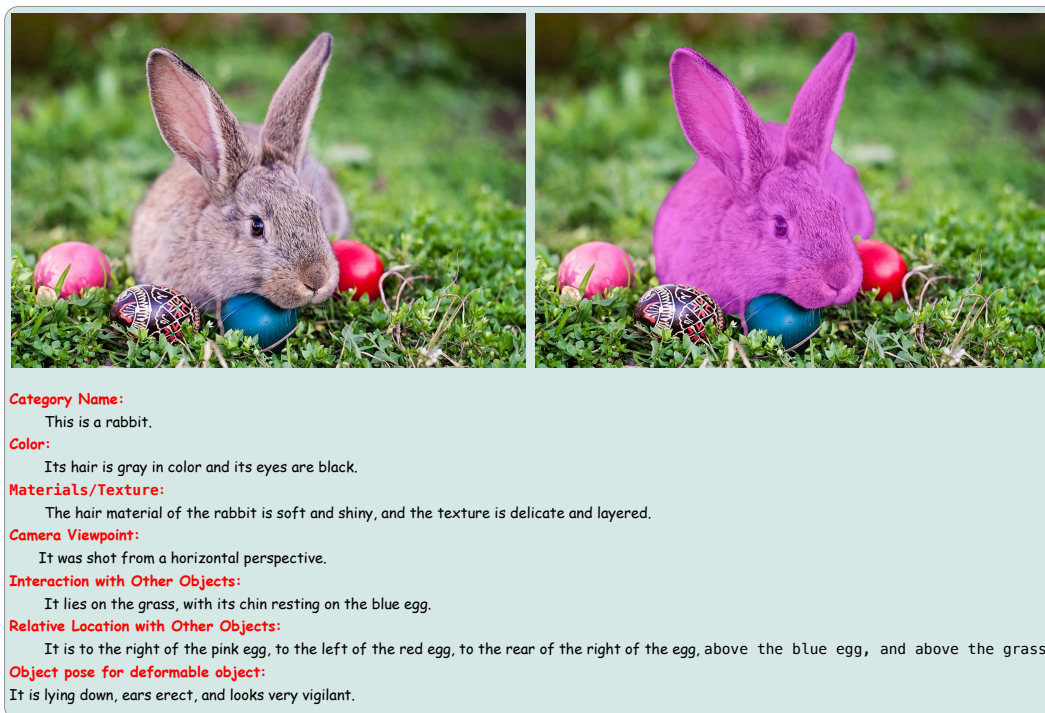 Category Name:
This is a rabbit.
Color:
Its hair is gray in color and its eyes are black.
Materials/Texture:
The hair material of the rabbit is soft and shiny, and the texture is delicate and layered.
Camera Viewpoint:
It was shot from a horizontal perspective.
Interaction with Other Objects:
It lies on the grass, with its chin resting on the blue egg.
Relative Location with Other Objects:
It is to the right of the pink egg, to the left of the red egg, to the rear of the right of the egg, above the blue egg, and above the grass
Object pose for deformable object:
It is lying down, ears erect, and looks very vigilant.